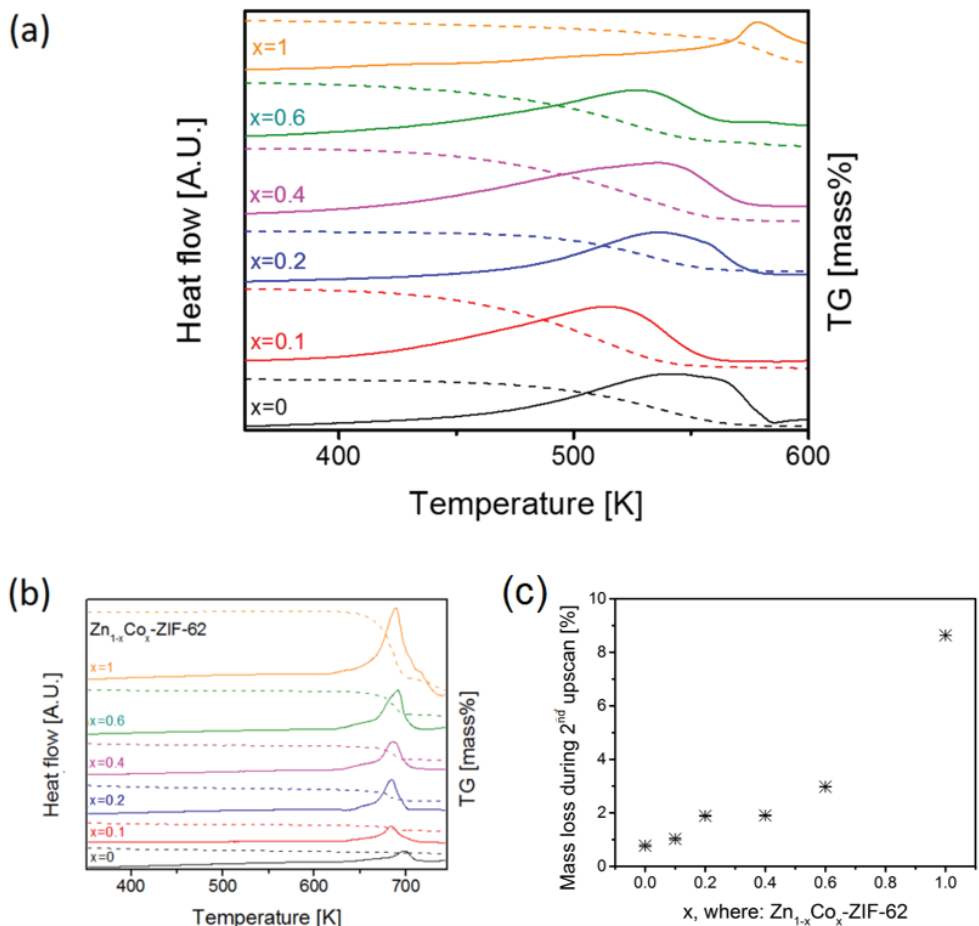 (a)
x=1
x=0.6
x=0.4
x=0.2
x=0.1
x=0
Heat flow [A.U.]
TG [mass%]
400 500 600
Temperature [K]
(b)
Zn1-xCox-ZIF-62
x=1
x=0.6
x=0.4
x=0.2
x=0.1
x=0
Heat flow [A.U.]
TG [mass%]
400 500 600 700
Temperature [K]
(c)
10
8
6
4
2
0
Mass loss during 2nd upscan [%]
0.0 0.2 0.4 0.6 0.8 1.0
x, where: Zn1-xCox-ZIF-62